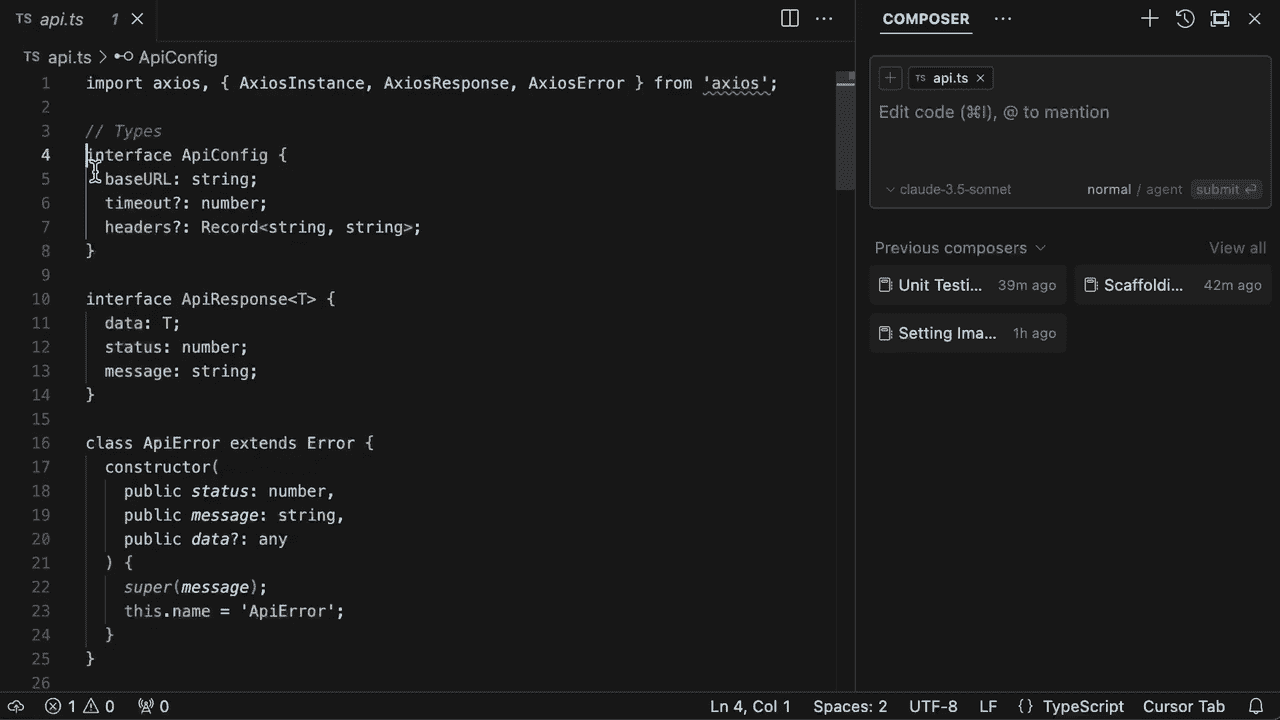 TS api.ts 1
TS api.ts > ApiConfig
1 import axios, { AxiosInstance, AxiosResponse, AxiosError } from 'axios';
2
3 // Types
4 interface ApiConfig {
5 baseURL: string;
6 timeout?: number;
7 headers?: Record<string, string>;
8 }
9
10 interface ApiResponse<T> {
11 data: T;
12 status: number;
13 message: string;
14 }
15
16 class ApiError extends Error {
17 constructor(
18 public status: number,
19 public message: string,
20 public data?: any
21 ) {
22 super(message);
23 this.name = 'ApiError';
24 }
25 }
26
COMPOSER
TS api.ts
Edit code (⌘I), @ to mention
claude-3.5-sonnet normal / agent submit
Previous composers View all
Unit Testi... 39m ago Scaffoldi... 42m ago
Setting Ima... 1h ago
1 0 0 Ln 4, Col 1 Spaces: 2 UTF-8 LF {} TypeScript Cursor Tab